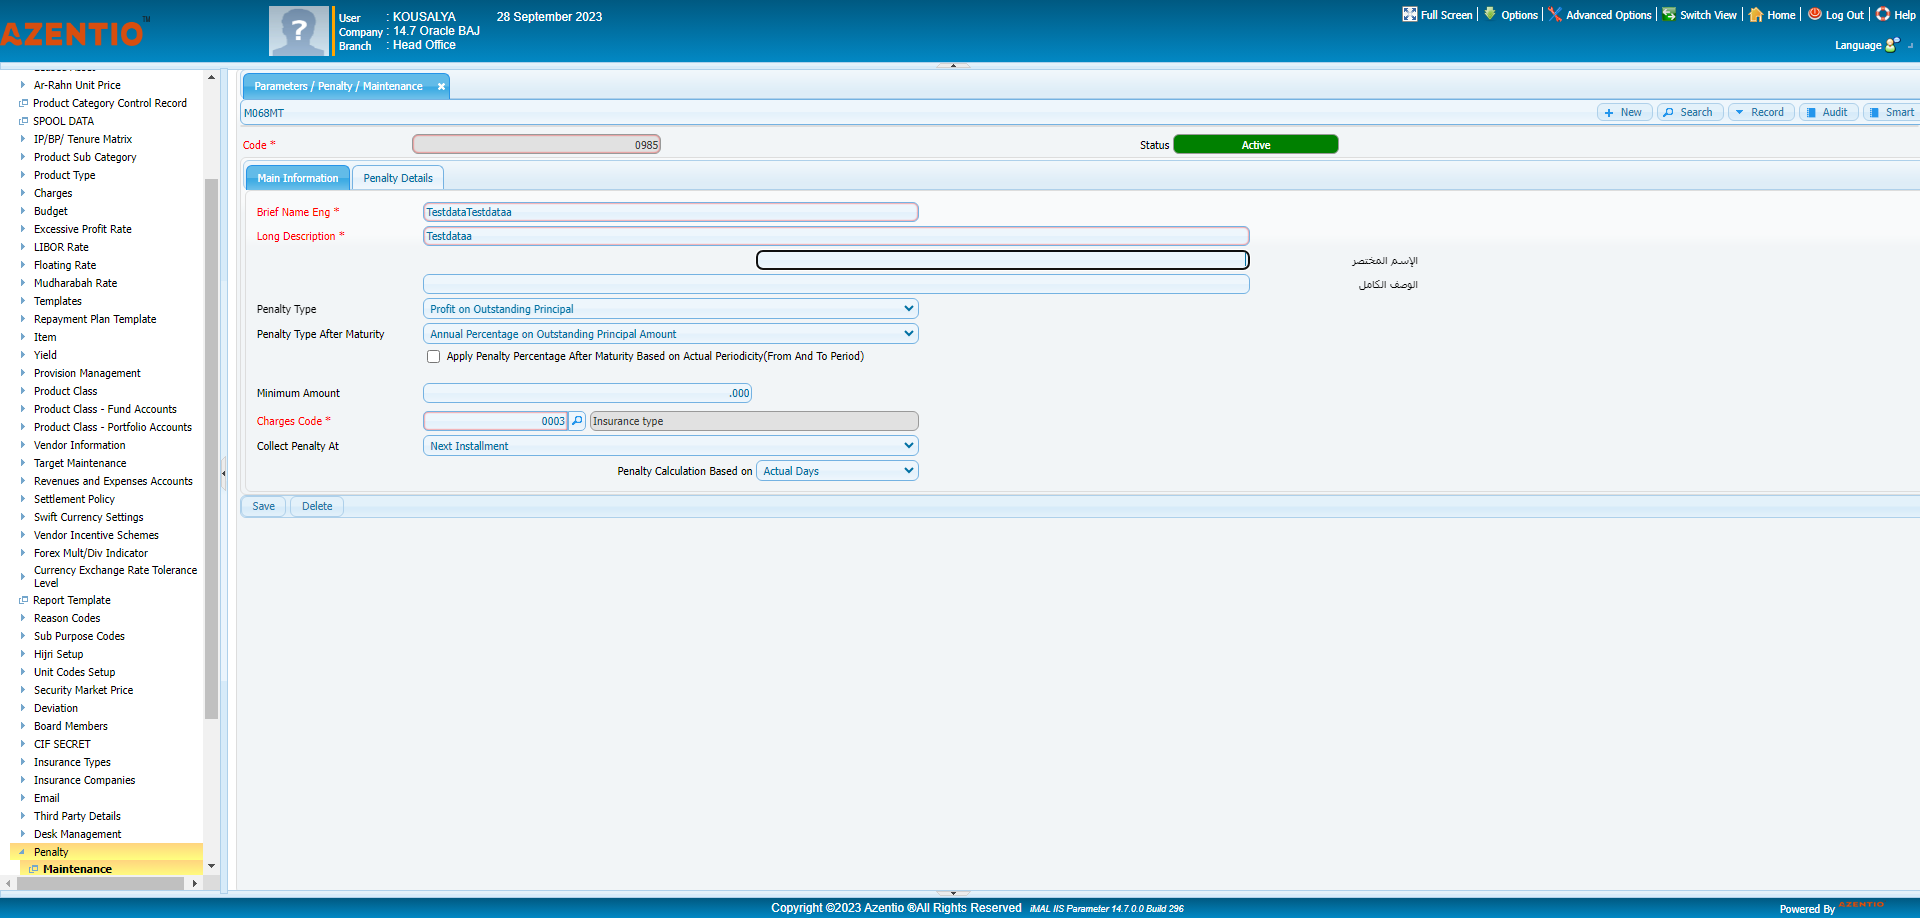 AZENTIO™
User : KOUSALYA
Company : 14.7 Oracle BAJ
Branch : Head Office
28 September 2023
Full Screen
Options
Advanced Options
Switch View
Home
Log Out
Help
Language
Ar-Rahn Unit Price
Product Category Control Record
SPOOL DATA
IP/BP/ Tenure Matrix
Product Sub Category
Product Type
Charges
Budget
Excessive Profit Rate
LIBOR Rate
Floating Rate
Mudharabah Rate
Templates
Repayment Plan Template
Item
Yield
Provision Management
Product Class
Product Class - Fund Accounts
Product Class - Portfolio Accounts
Vendor Information
Target Maintenance
Revenues and Expenses Accounts
Settlement Policy
Swift Currency Settings
Vendor Incentive Schemes
Forex Mult/Div Indicator
Currency Exchange Rate Tolerance
Level
Report Template
Reason Codes
Sub Purpose Codes
Hijri Setup
Unit Codes Setup
Security Market Price
Deviation
Board Members
CIF SECRET
Insurance Types
Insurance Companies
Email
Third Party Details
Desk Management
Penalty
Maintenance
Parameters / Penalty / Maintenance
M068MT
New
Search
Record
Audit
Smart
Code *
0985
Status
Active
Main Information
Penalty Details
Brief Name Eng *
TestdataTestdataa
Long Description *
Testdataa
الإسم المختصر
الوصف الكامل
Penalty Type
Profit on Outstanding Principal
Penalty Type After Maturity
Annual Percentage on Outstanding Principal Amount
Apply Penalty Percentage After Maturity Based on Actual Periodicity(From And To Period)
Minimum Amount
.000
Charges Code *
0003
Insurance type
Collect Penalty At
Next Installment
Penalty Calculation Based on
Actual Days
Save
Delete
Copyright ©2023 Azentio ®All Rights Reserved
iMAL IIS Parameter 14.7.0.0 Build 296
Powered By AZENTIO